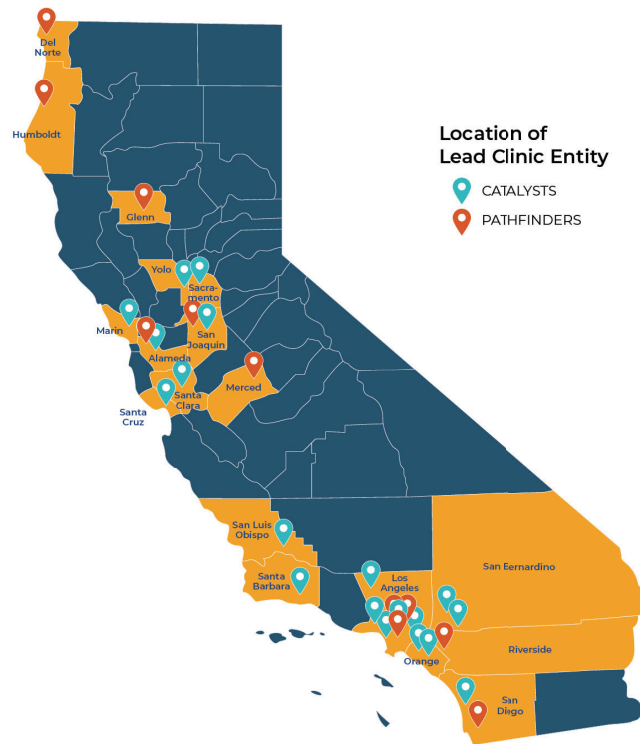 Del
Norte
Humboldt
Location of
Lead Clinic Entity
CATALYSTS
PATHFINDERS
Glenn
Yolo
Sacra-
mento
Marin
San
Joaquin
Alameda
Merced
Santa
Clara
Santa
Cruz
San Luis
Obispo
Santa
Barbara
Los
Angeles
San Bernardino
Orange
Riverside
San
Diego